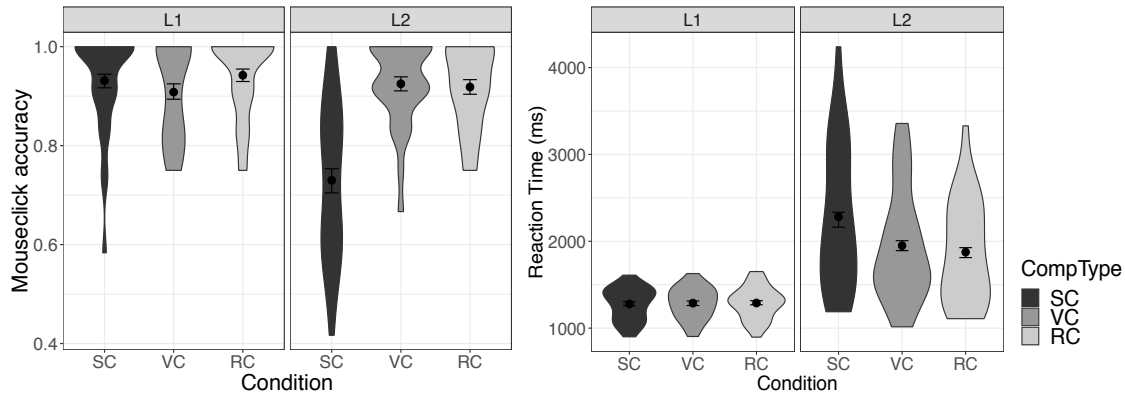 L1
L2
Mouseclick accuracy
1.0
0.8
0.6
0.4
SC
VC
RC
SC
VC
RC
Condition
L1
L2
Reaction Time (ms)
4000
3000
2000
1000
SC
VC
RC
SC
VC
RC
Condition
CompType
SC
VC
RC